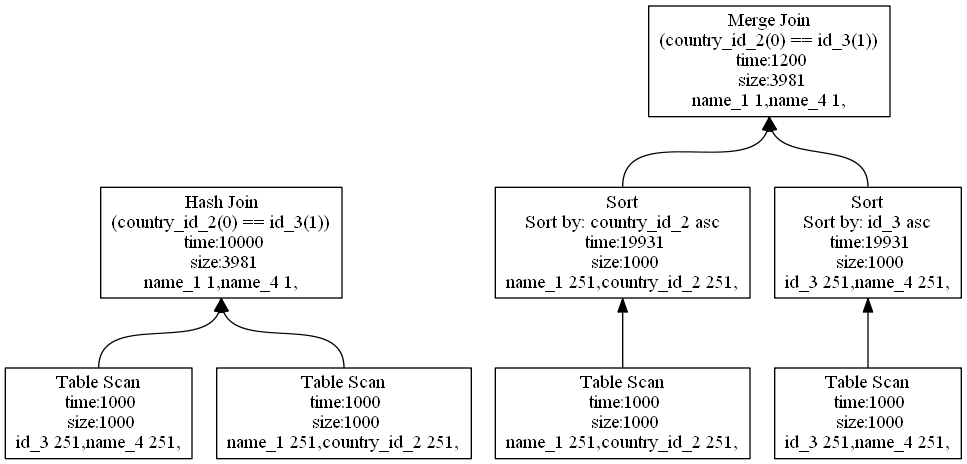 Merge Join
(country_id_2(0) == id_3(1))
time:1200
size:3981
name_1 1,name_4 1,
Hash Join
(country_id_2(0) == id_3(1))
time:10000
size:3981
name_1 1,name_4 1,
Sort
Sort by: country_id_2 asc
time:19931
size:1000
name_1 251,country_id_2 251,
Sort
Sort by: id_3 asc
time:19931
size:1000
id_3 251,name_4 251,
Table Scan
time:1000
size:1000
id_3 251,name_4 251,
Table Scan
time:1000
size:1000
name_1 251,country_id_2 251,
Table Scan
time:1000
size:1000
name_1 251,country_id_2 251,
Table Scan
time:1000
size:1000
id_3 251,name_4 251,